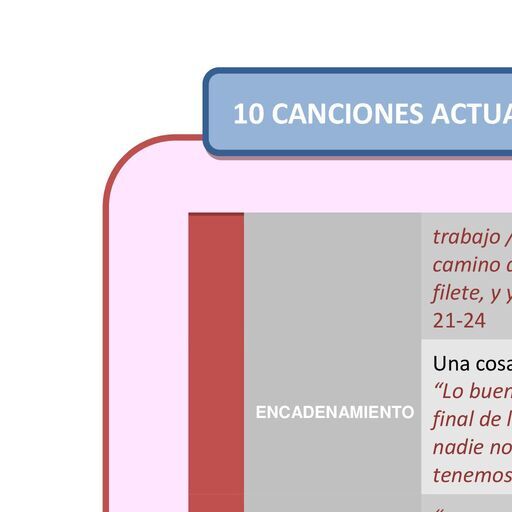 10 CANCIONES ACTUA
trabajo /
camino
filete, y y
21-24
Una cosa
“Lo buen
ENCADENAMIENTO
final de l
nadie no
tenemos